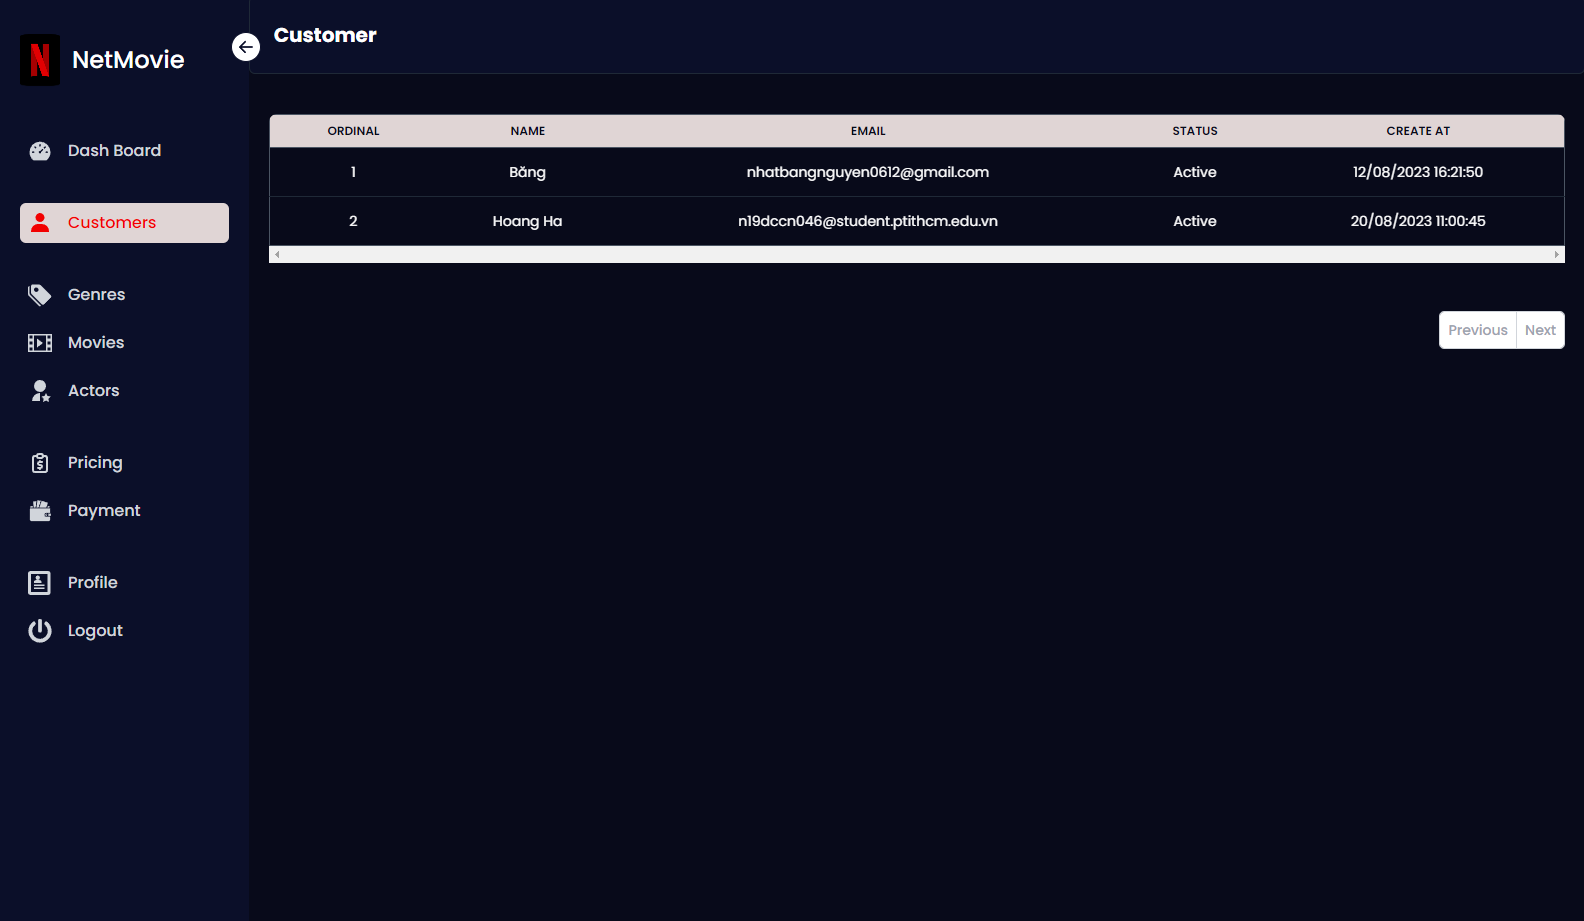 NetMovie
Dash Board
Customers
Genres
Movies
Actors
Pricing
Payment
Profile
Logout
Customer
ORDINAL NAME EMAIL STATUS CREATE AT
1 Băng nhatbangnguyen0612@gmail.com Active 12/08/2023 16:21:50
2 Hoang Ha n19dccn046@student.ptithcm.edu.vn Active 20/08/2023 11:00:45
Previous Next